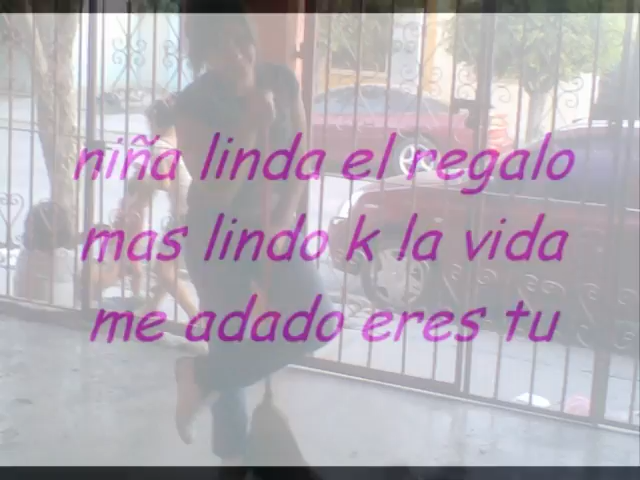 niña linda el regalo
mas lindo k la vida
me adado eres tu